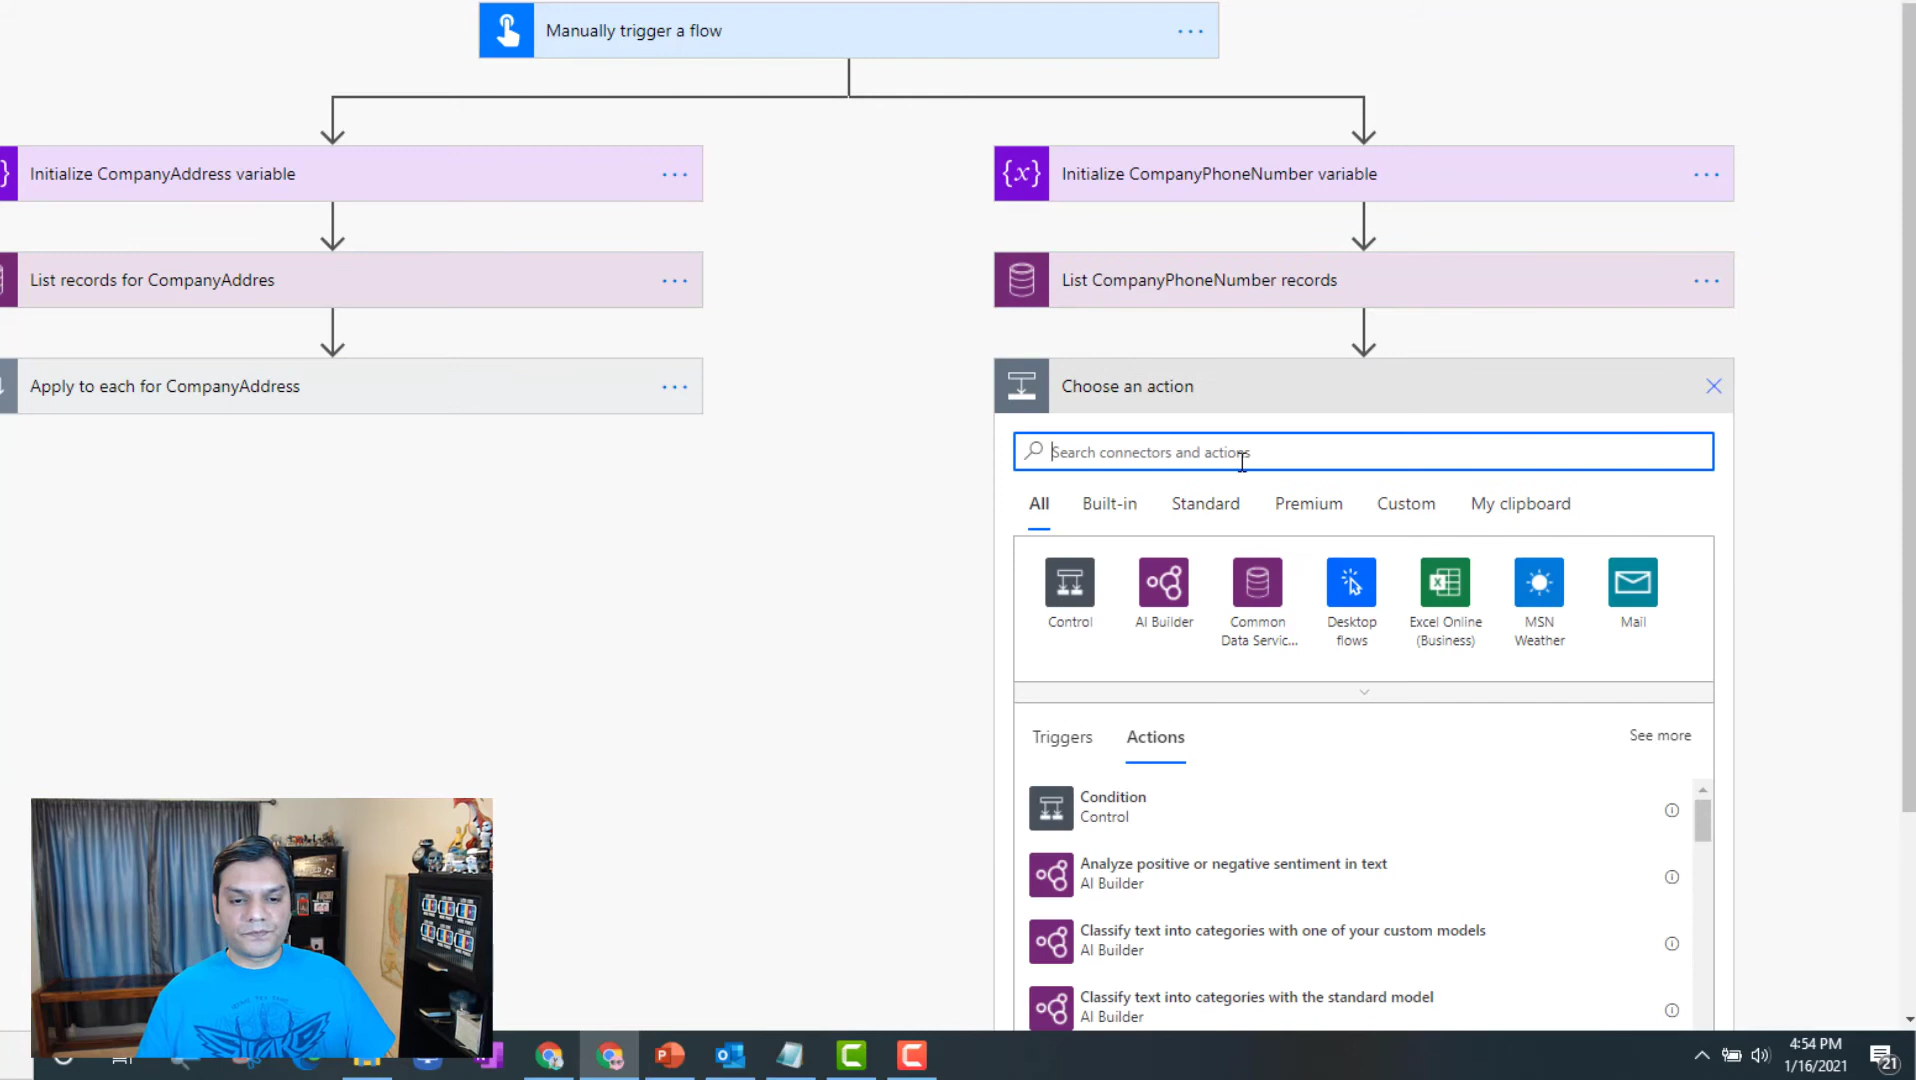 Manually trigger a flow
Initialize CompanyAddress variable
{x} Initialize CompanyPhoneNumber variable
List records for CompanyAddres
List CompanyPhoneNumber records
Apply to each for CompanyAddress
Choose an action
Search connectors and actions
All Built-in Standard Premium Custom My clipboard
Control
AI Builder
Common
Data Servic...
Desktop
flows
Excel Online
(Business)
MSN
Weather
Mail
Triggers Actions See more
Condition
Control
Analyze positive or negative sentiment in text
AI Builder
Classify text into categories with one of your custom models
AI Builder
Classify text into categories with the standard model
AI Builder
4:54 PM
1/16/2021
21